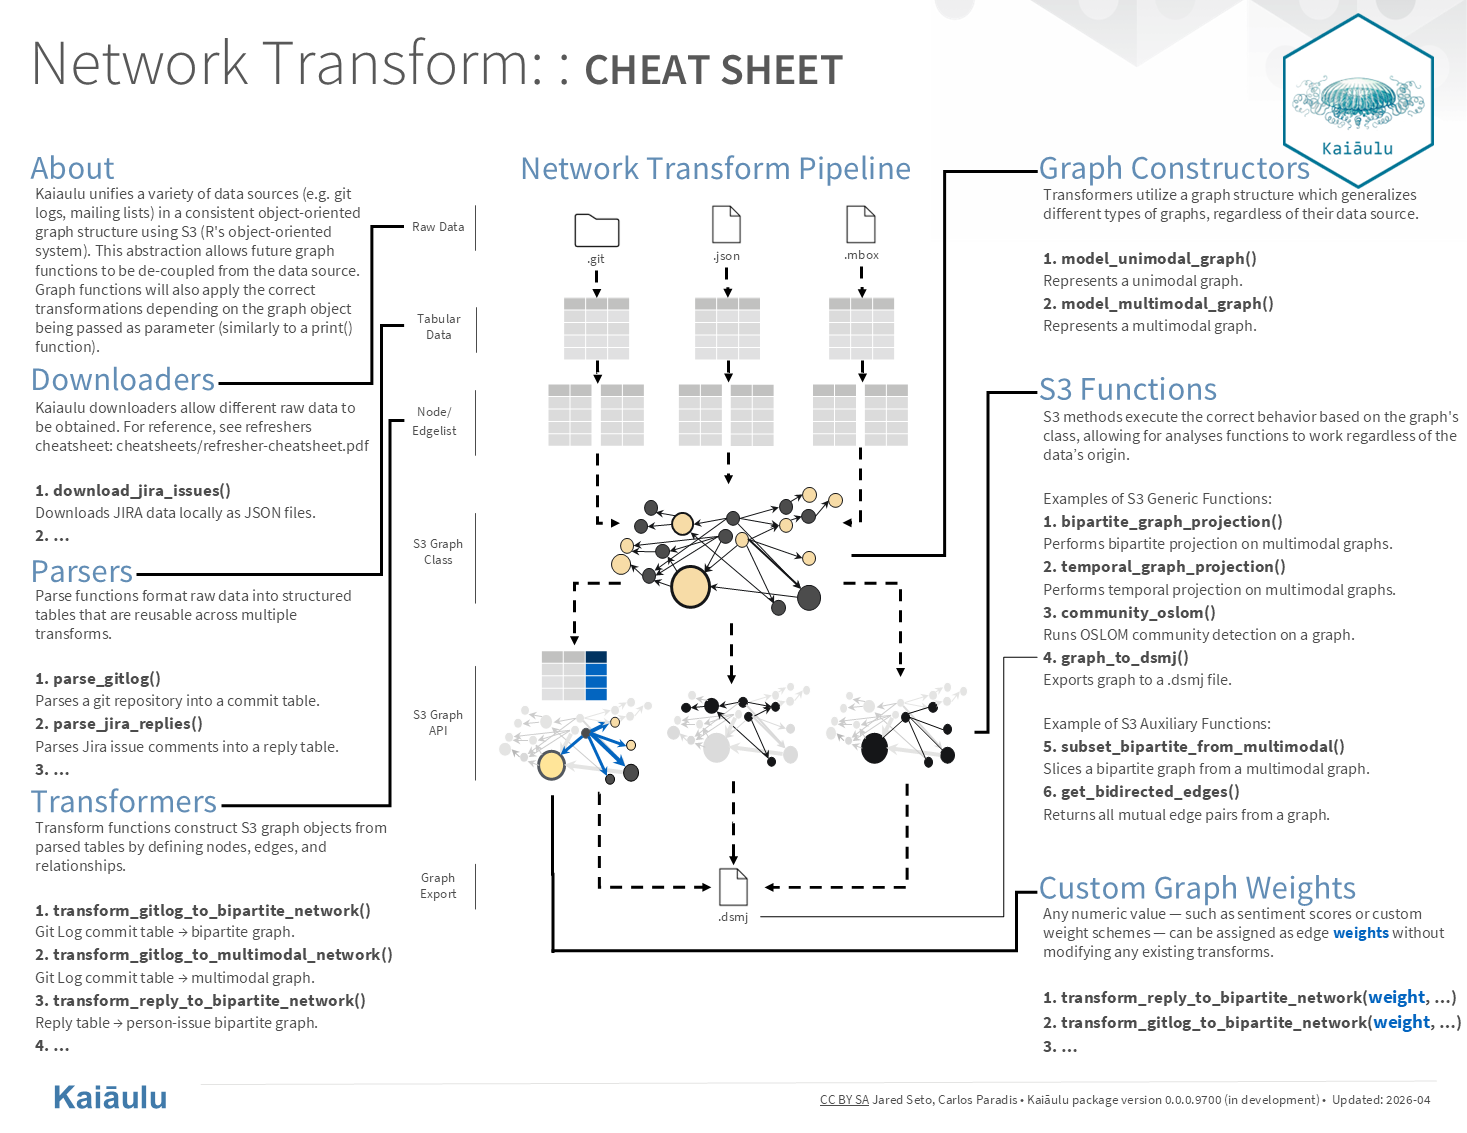 Network Transform: : CHEAT SHEET
Kaiāulu
About
Kaiaulu unifies a variety of data sources (e.g. git
logs, mailing lists) in a consistent object-oriented
graph structure using S3 (R's object-oriented
system). This abstraction allows future graph
functions to be de-coupled from the data source.
Graph functions will also apply the correct
transformations depending on the graph object
being passed as parameter (similarly to a print()
function).
Downloaders
Kaiaulu downloaders allow different raw data to
be obtained. For reference, see refreshers
cheatsheet: cheatsheets/refresher-cheatsheet.pdf
1. download_jira_issues()
Downloads JIRA data locally as JSON files.
2. ...
Parsers
Parse functions format raw data into structured
tables that are reusable across multiple
transforms.
1. parse_gitlog()
Parses a git repository into a commit table.
2. parse_jira_replies()
Parses Jira issue comments into a reply table.
3. ...
Transformers
Transform functions construct S3 graph objects from
parsed tables by defining nodes, edges, and
relationships.
1. transform_gitlog_to_bipartite_network()
Git Log commit table → bipartite graph.
2. transform_gitlog_to_multimodal_network()
Git Log commit table → multimodal graph.
3. transform_reply_to_bipartite_network()
Reply table → person-issue bipartite graph.
4. ...
Network Transform Pipeline
Raw Data
.git
.json
.mbox
Tabular
Data
Node/
Edgelist
S3 Graph
Class
S3 Graph
API
Graph
Export
.dsmj
Graph Constructors
Transformers utilize a graph structure which generalizes
different types of graphs, regardless of their data source.
1. model_unimodal_graph()
Represents a unimodal graph.
2. model_multimodal_graph()
Represents a multimodal graph.
S3 Functions
S3 methods execute the correct behavior based on the graph's
class, allowing for analyses functions to work regardless of the
data’s origin.
Examples of S3 Generic Functions:
1. bipartite_graph_projection()
Performs bipartite projection on multimodal graphs.
2. temporal_graph_projection()
Performs temporal projection on multimodal graphs.
3. community_oslom()
Runs OSLOM community detection on a graph.
4. graph_to_dsmj()
Exports graph to a .dsmj file.
Example of S3 Auxiliary Functions:
5. subset_bipartite_from_multimodal()
Slices a bipartite graph from a multimodal graph.
6. get_bidirected_edges()
Returns all mutual edge pairs from a graph.
Custom Graph Weights
Any numeric value — such as sentiment scores or custom
weight schemes — can be assigned as edge weights without
modifying any existing transforms.
1. transform_reply_to_bipartite_network(weight, ...)
2. transform_gitlog_to_bipartite_network(weight, ...)
3. ...
Kaiāulu
CC BY SA Jared Seto, Carlos Paradis • Kaiāulu package version 0.0.0.9700 (in development) • Updated: 2026-04